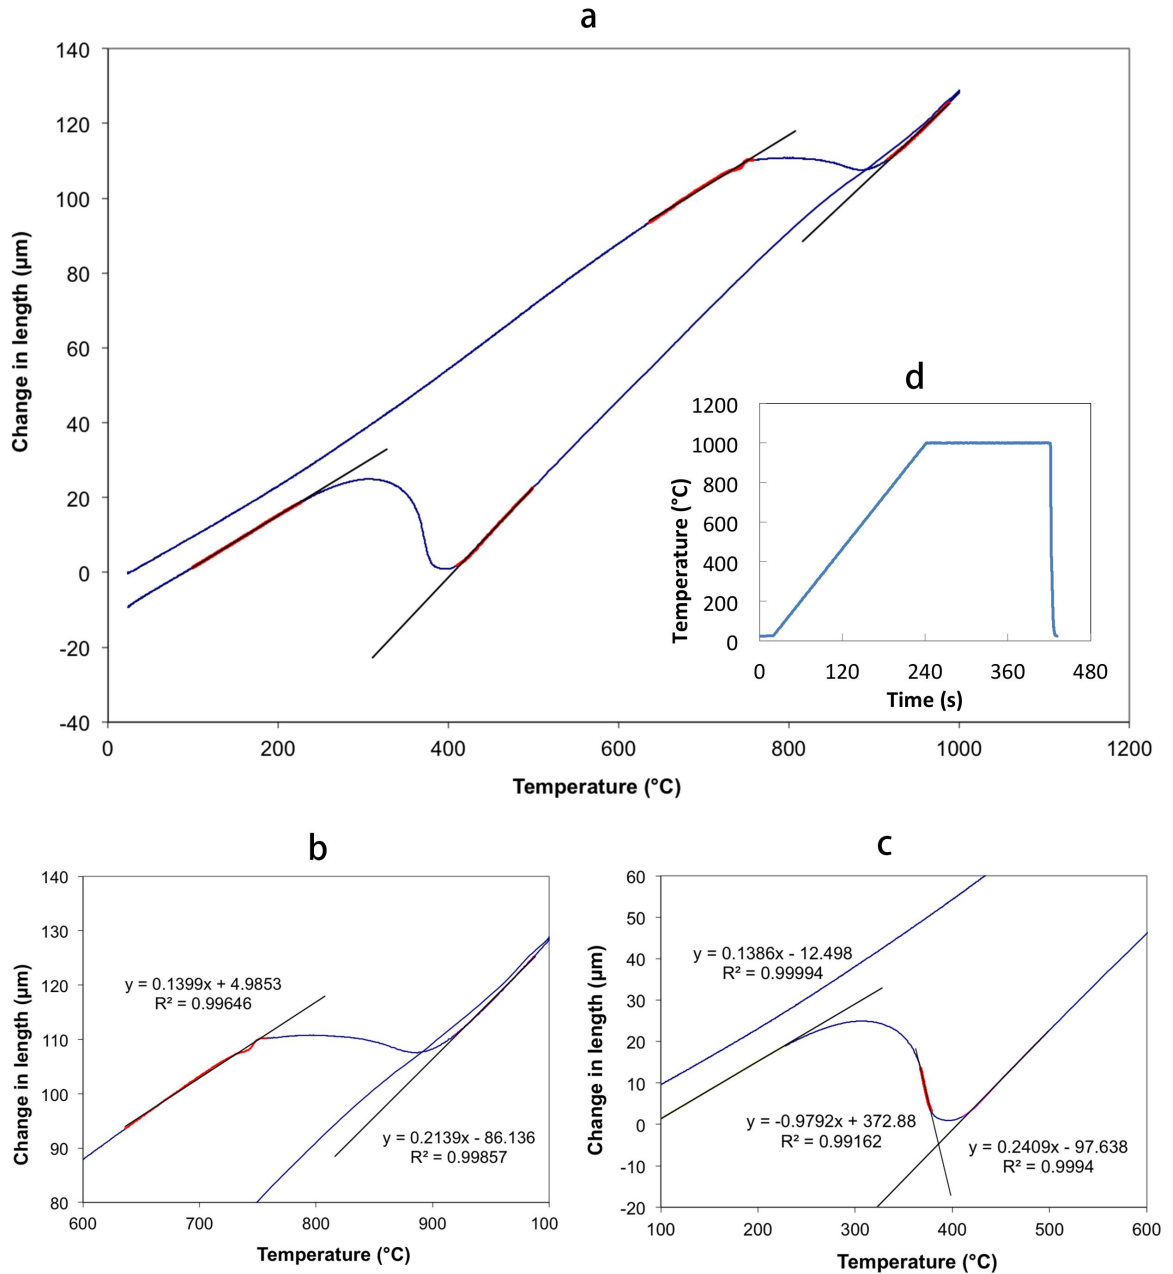 a
140
120
100
80
60
40
20
0
-20
-40
Change in length (µm)
0 200 400 600 800 1000 1200
Temperature (°C)
d
1200
1000
800
600
400
200
0
Temperature (°C)
0 120 240 360 480
Time (s)
b
140
130
120
110
100
90
80
Change in length (µm)
y = 0.1399x + 4.9853
R² = 0.99646
y = 0.2139x - 86.136
R² = 0.99857
600 700 800 900 100
Temperature (°C)
c
60
50
40
30
20
10
0
-10
-20
Change in length (µm)
y = 0.1386x - 12.498
R² = 0.99994
y = -0.9792x + 372.88
R² = 0.99162
y = 0.2409x - 97.638
R² = 0.9994
100 200 300 400 500 600
Temperature (°C)